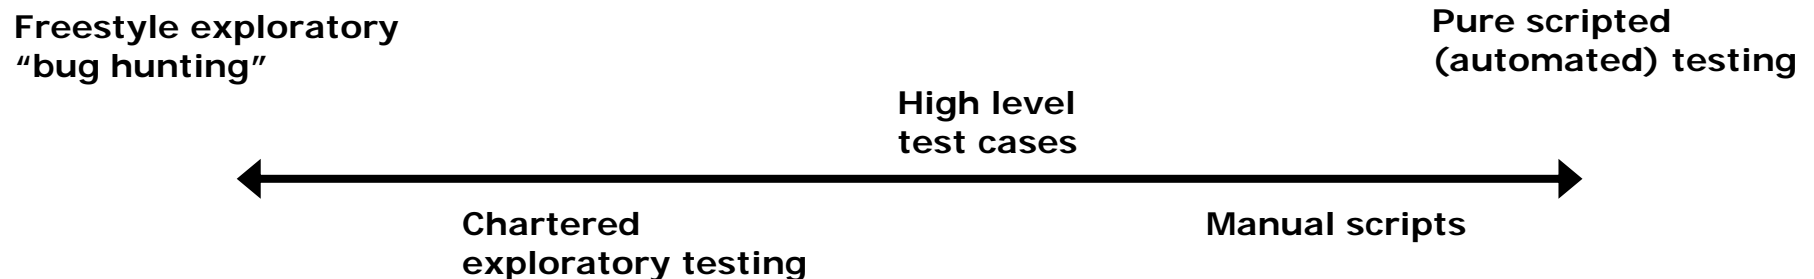 Freestyle exploratory
“bug hunting”
Pure scripted
(automated) testing
High level
test cases
Chartered
exploratory testing
Manual scripts